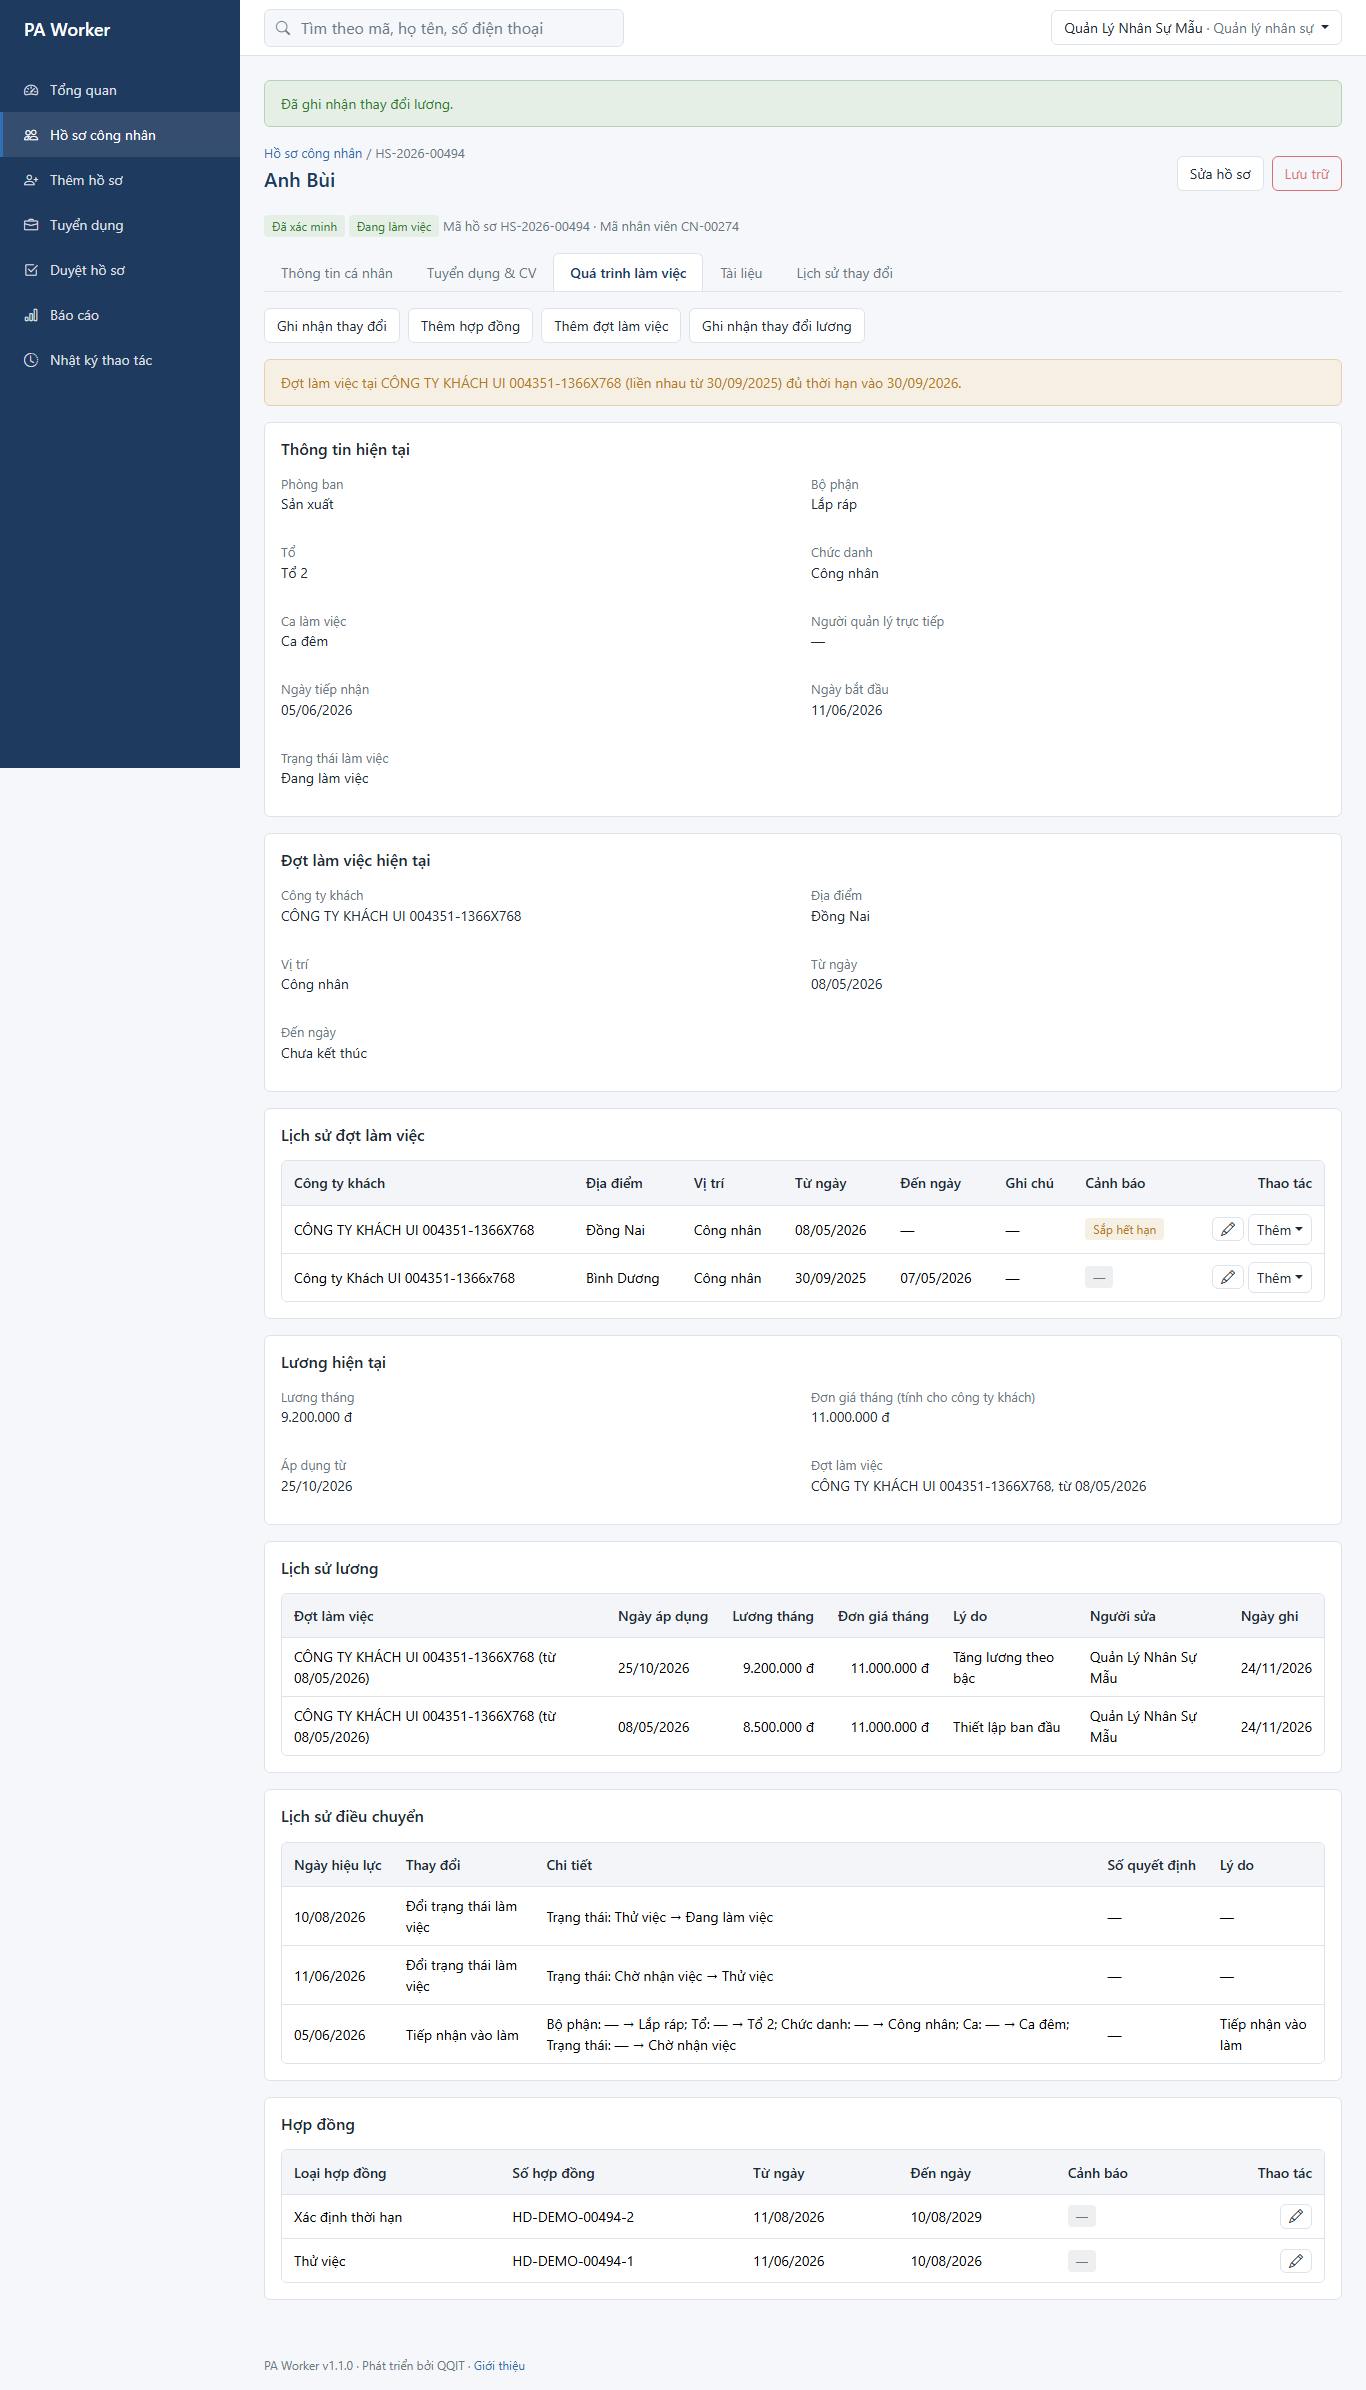 PA Worker
Tìm theo mã, họ tên, số điện thoại
Quản Lý Nhân Sự Mẫu · Quản lý nhân sự
Tổng quan
Hồ sơ công nhân
Thêm hồ sơ
Tuyển dụng
Duyệt hồ sơ
Báo cáo
Nhật ký thao tác
Đã ghi nhận thay đổi lương.
Hồ sơ công nhân / HS-2026-00494
Anh Bùi
Sửa hồ sơ
Lưu trữ
Đã xác minh Đang làm việc Mã hồ sơ HS-2026-00494 · Mã nhân viên CN-00274
Thông tin cá nhân Tuyển dụng & CV Quá trình làm việc Tài liệu Lịch sử thay đổi
Ghi nhận thay đổi Thêm hợp đồng Thêm đợt làm việc Ghi nhận thay đổi lương
Đợt làm việc tại CÔNG TY KHÁCH UI 004351-1366X768 (liền nhau từ 30/09/2025) đủ thời hạn vào 30/09/2026.
Thông tin hiện tại
Phòng ban Bộ phận
Sản xuất Lắp ráp
Tổ Chức danh
Tổ 2 Công nhân
Ca làm việc Người quản lý trực tiếp
Ca đêm —
Ngày tiếp nhận Ngày bắt đầu
05/06/2026 11/06/2026
Trạng thái làm việc
Đang làm việc
Đợt làm việc hiện tại
Công ty khách Địa điểm
CÔNG TY KHÁCH UI 004351-1366X768 Đồng Nai
Vị trí Từ ngày
Công nhân 08/05/2026
Đến ngày
Chưa kết thúc
Lịch sử đợt làm việc
Công ty khách Địa điểm Vị trí Từ ngày Đến ngày Ghi chú Cảnh báo Thao tác
CÔNG TY KHÁCH UI 004351-1366X768 Đồng Nai Công nhân 08/05/2026 — — Sắp hết hạn Thêm
Công ty Khách UI 004351-1366x768 Bình Dương Công nhân 30/09/2025 07/05/2026 — — Thêm
Lương hiện tại
Lương tháng Đơn giá tháng (tính cho công ty khách)
9.200.000 đ 11.000.000 đ
Áp dụng từ Đợt làm việc
25/10/2026 CÔNG TY KHÁCH UI 004351-1366X768, từ 08/05/2026
Lịch sử lương
Đợt làm việc Ngày áp dụng Lương tháng Đơn giá tháng Lý do Người sửa Ngày ghi
CÔNG TY KHÁCH UI 004351-1366X768 (từ 08/05/2026) 25/10/2026 9.200.000 đ 11.000.000 đ Tăng lương theo bậc Quản Lý Nhân Sự Mẫu 24/11/2026
CÔNG TY KHÁCH UI 004351-1366X768 (từ 08/05/2026) 08/05/2026 8.500.000 đ 11.000.000 đ Thiết lập ban đầu Quản Lý Nhân Sự Mẫu 24/11/2026
Lịch sử điều chuyển
Ngày hiệu lực Thay đổi Chi tiết Số quyết định Lý do
10/08/2026 Đổi trạng thái làm việc Trạng thái: Thử việc → Đang làm việc — —
11/06/2026 Đổi trạng thái làm việc Trạng thái: Chờ nhận việc → Thử việc — —
05/06/2026 Tiếp nhận vào làm Bộ phận: — → Lắp ráp; Tổ: — → Tổ 2; Chức danh: — → Công nhân; Ca: — → Ca đêm; Trạng thái: — → Chờ nhận việc — Tiếp nhận vào làm
Hợp đồng
Loại hợp đồng Số hợp đồng Từ ngày Đến ngày Cảnh báo Thao tác
Xác định thời hạn HD-DEMO-00494-2 11/08/2026 10/08/2029 —
Thử việc HD-DEMO-00494-1 11/06/2026 10/08/2026 —
PA Worker v1.1.0 · Phát triển bởi QQIT · Giới thiệu